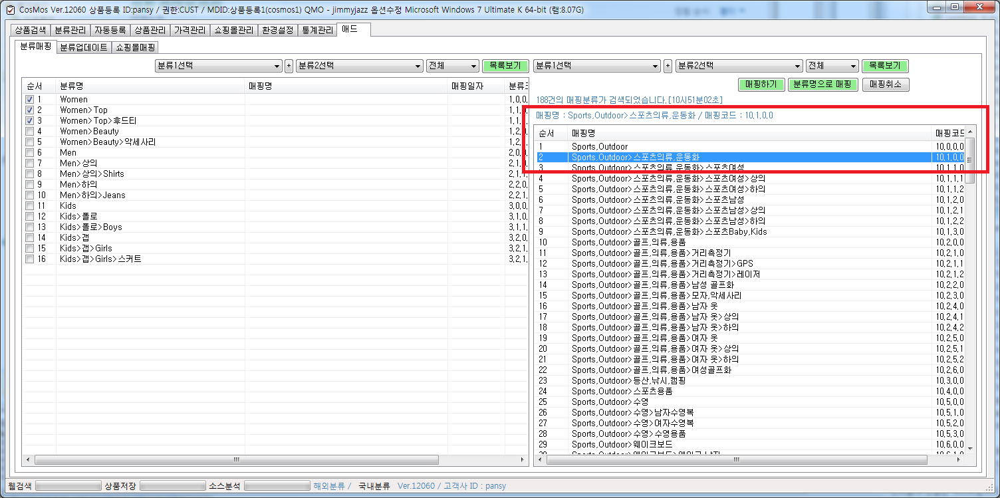 CosMos Ver.12060 상품등록 ID:pansy / 권한:CUST / MDID:상품등록1(cosmos1) QMO - jimmyjazz 옵션수정 Microsoft Windows 7 Ultimate K 64-bit (램:8.07G)
상품검색 분류관리 자동등록 상품관리 가격관리 쇼핑몰관리 환경설정 통계관리 애드
분류매핑 분류업데이트 쇼핑몰매핑
분류1선택 + 분류2선택 전체 목록보기 분류1선택 + 분류2선택 전체 목록보기
매핑하기 분류명으로 매핑 매핑취소
순서 분류명 매핑명 매핑일자
1 Women 1,0,0,
2 Women>Top 1,1,
3 Women>Top>후드티 1,1,
4 Women>Beauty 1,2,
5 Women>Beauty>악세사리 1,2,
6 Men 2,0,0,
7 Men>상의 2,1,
8 Men>상의>Shirts 2,1,
9 Men>하의 2,2,0,
10 Men>하의>Jeans 2,2,1,
11 Kids 3,0,0,
12 Kids>폴로 3,1,0,
13 Kids>폴로>Boys 3,1,1,
14 Kids>갭 3,2,0,
15 Kids>갭>Girls 3,2,1,
16 Kids>갭>Girls>스커트 3,2,1,
188건의 매핑분류가 검색되었습니다.[10시51분02초]
매핑명 : Sports,Outdoor>스포츠의류,운동화 / 매핑코드 : 10,1,0,0
순서 매핑명 매핑코드
1 Sports,Outdoor 10,0,0,0
2 Sports,Outdoor>스포츠의류,운동화 10,1,0,0
3 Sports,Outdoor>스포츠의류,운동화>스포츠여성 10,1,1,0
4 Sports,Outdoor>스포츠의류,운동화>스포츠여성>상의 10,1,1,1
5 Sports,Outdoor>스포츠의류,운동화>스포츠여성>하의 10,1,1,2
6 Sports,Outdoor>스포츠의류,운동화>스포츠남성 10,1,2,0
7 Sports,Outdoor>스포츠의류,운동화>스포츠남성>상의 10,1,2,1
8 Sports,Outdoor>스포츠의류,운동화>스포츠남성>하의 10,1,2,2
9 Sports,Outdoor>스포츠의류,운동화>스포츠Baby,Kids 10,1,3,0
10 Sports,Outdoor>골프,의류,용품 10,2,0,0
11 Sports,Outdoor>골프,의류,용품>거리측정기 10,2,1,0
12 Sports,Outdoor>골프,의류,용품>거리측정기>GPS 10,2,1,1
13 Sports,Outdoor>골프,의류,용품>거리측정기>레이저 10,2,1,2
14 Sports,Outdoor>골프,의류,용품>남성 골프화 10,2,2,0
15 Sports,Outdoor>골프,의류,용품>모자,악세사리 10,2,3,0
16 Sports,Outdoor>골프,의류,용품>남자 옷 10,2,4,0
17 Sports,Outdoor>골프,의류,용품>남자 옷>상의 10,2,4,1
18 Sports,Outdoor>골프,의류,용품>남자 옷>하의 10,2,4,2
19 Sports,Outdoor>골프,의류,용품>여자 옷 10,2,5,0
20 Sports,Outdoor>골프,의류,용품>여자 옷>상의 10,2,5,1
21 Sports,Outdoor>골프,의류,용품>여자 옷>하의 10,2,5,2
22 Sports,Outdoor>골프,의류,용품>여성골프화 10,2,6,0
23 Sports,Outdoor>등산,낚시,캠핑 10,3,0,0
24 Sports,Outdoor>스포츠용품 10,4,0,0
25 Sports,Outdoor>수영 10,5,0,0
26 Sports,Outdoor>수영>남자수영복 10,5,1,0
27 Sports,Outdoor>수영>여자수영복 10,5,2,0
28 Sports,Outdoor>수영>수영용품 10,5,3,0
29 Sports,Outdoor>웨이크보드 10,6,0,0
웹검색 상품저장 소스분석 해외분류 / 국내분류 Ver.12060 / 고객사 ID : pansy